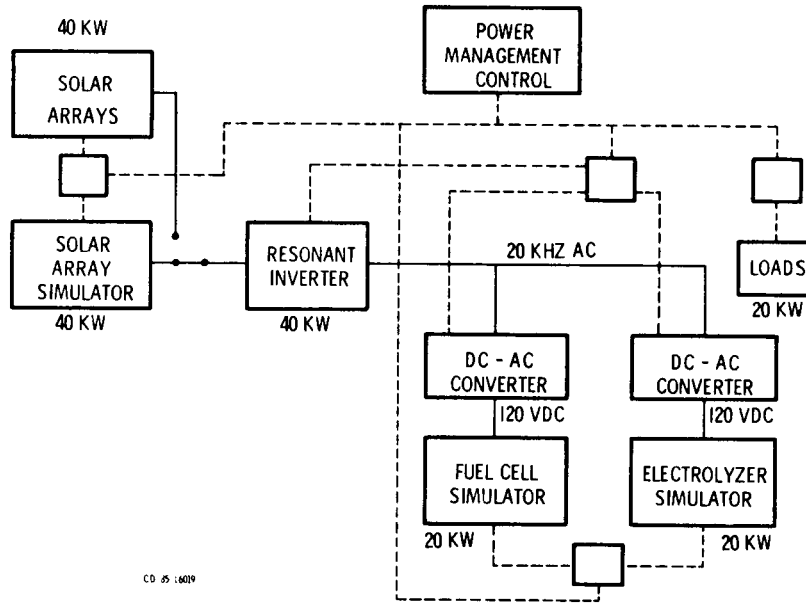 40 KW
SOLAR
ARRAYS
POWER
MANAGEMENT
CONTROL
SOLAR
ARRAY
SIMULATOR
40 KW
RESONANT
INVERTER
40 KW
20 KHZ AC
LOADS
20 KW
DC - AC
CONVERTER
120 VDC
DC - AC
CONVERTER
120 VDC
FUEL CELL
SIMULATOR
20 KW
ELECTROLYZER
SIMULATOR
20 KW